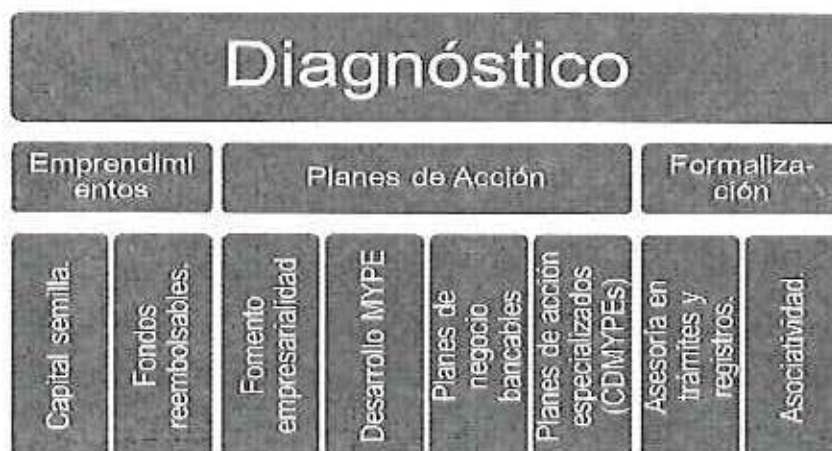 Diagnóstico
Emprendimi
entos
Planes de Acción
Formaliza-
ción
Capital semilla.
Fondos
reembolsables.
Fomento
empresarialidad
Desarrollo MYPE
Planes de
negocio
bancables
Planes de acción
especializados
(CDMYPEs)
Asesoría en
trámites y
registros.
Asociatividad.